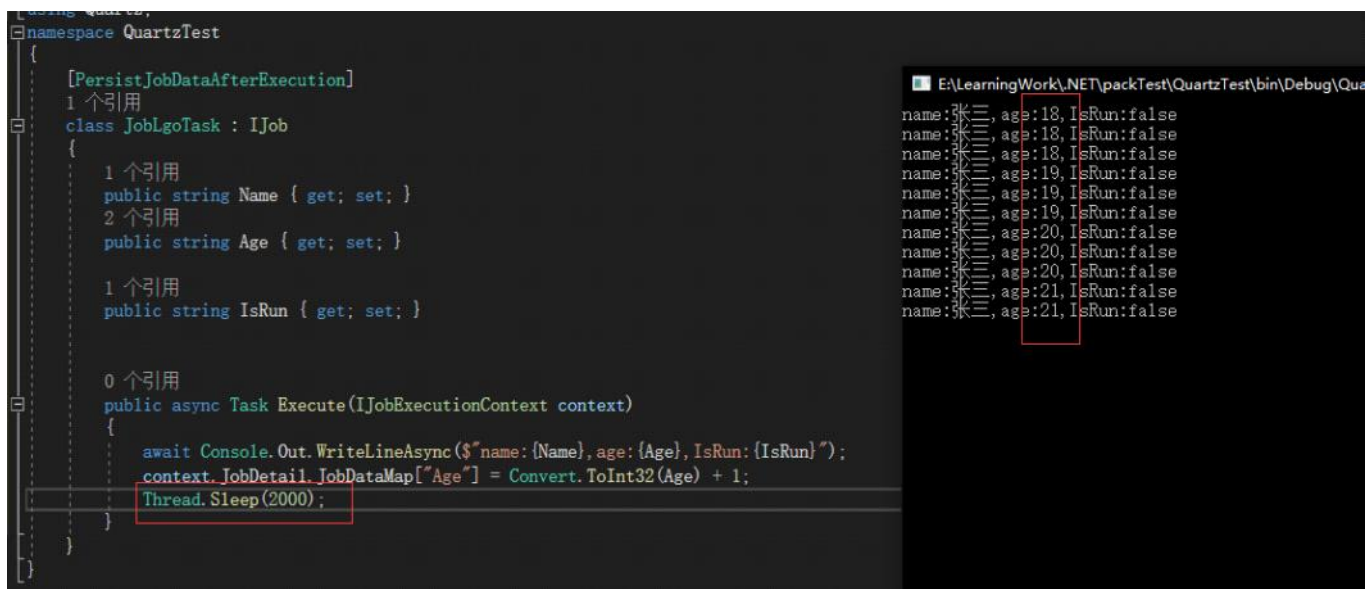 using Quartz;
namespace QuartzTest
{
[PersistJobDataAfterExecution]
1 个引用
class JobLgoTask : IJob
{
1 个引用
public string Name { get; set; }
2 个引用
public string Age { get; set; }
1 个引用
public string IsRun { get; set; }
0 个引用
public async Task Execute(IJobExecutionContext context)
{
await Console.Out.WriteLineAsync($"name:{Name},age:{Age},IsRun:{IsRun}");
context.JobDetail.JobDataMap["Age"] = Convert.ToInt32(Age) + 1;
Thread.Sleep(2000);
}
}
}
E:\LearningWork\.NET\packTest\QuartzTest\bin\Debug\Qua
name:张三,age:18,IsRun:false
name:张三,age:18,IsRun:false
name:张三,age:18,IsRun:false
name:张三,age:19,IsRun:false
name:张三,age:19,IsRun:false
name:张三,age:19,IsRun:false
name:张三,age:20,IsRun:false
name:张三,age:20,IsRun:false
name:张三,age:20,IsRun:false
name:张三,age:21,IsRun:false
name:张三,age:21,IsRun:false